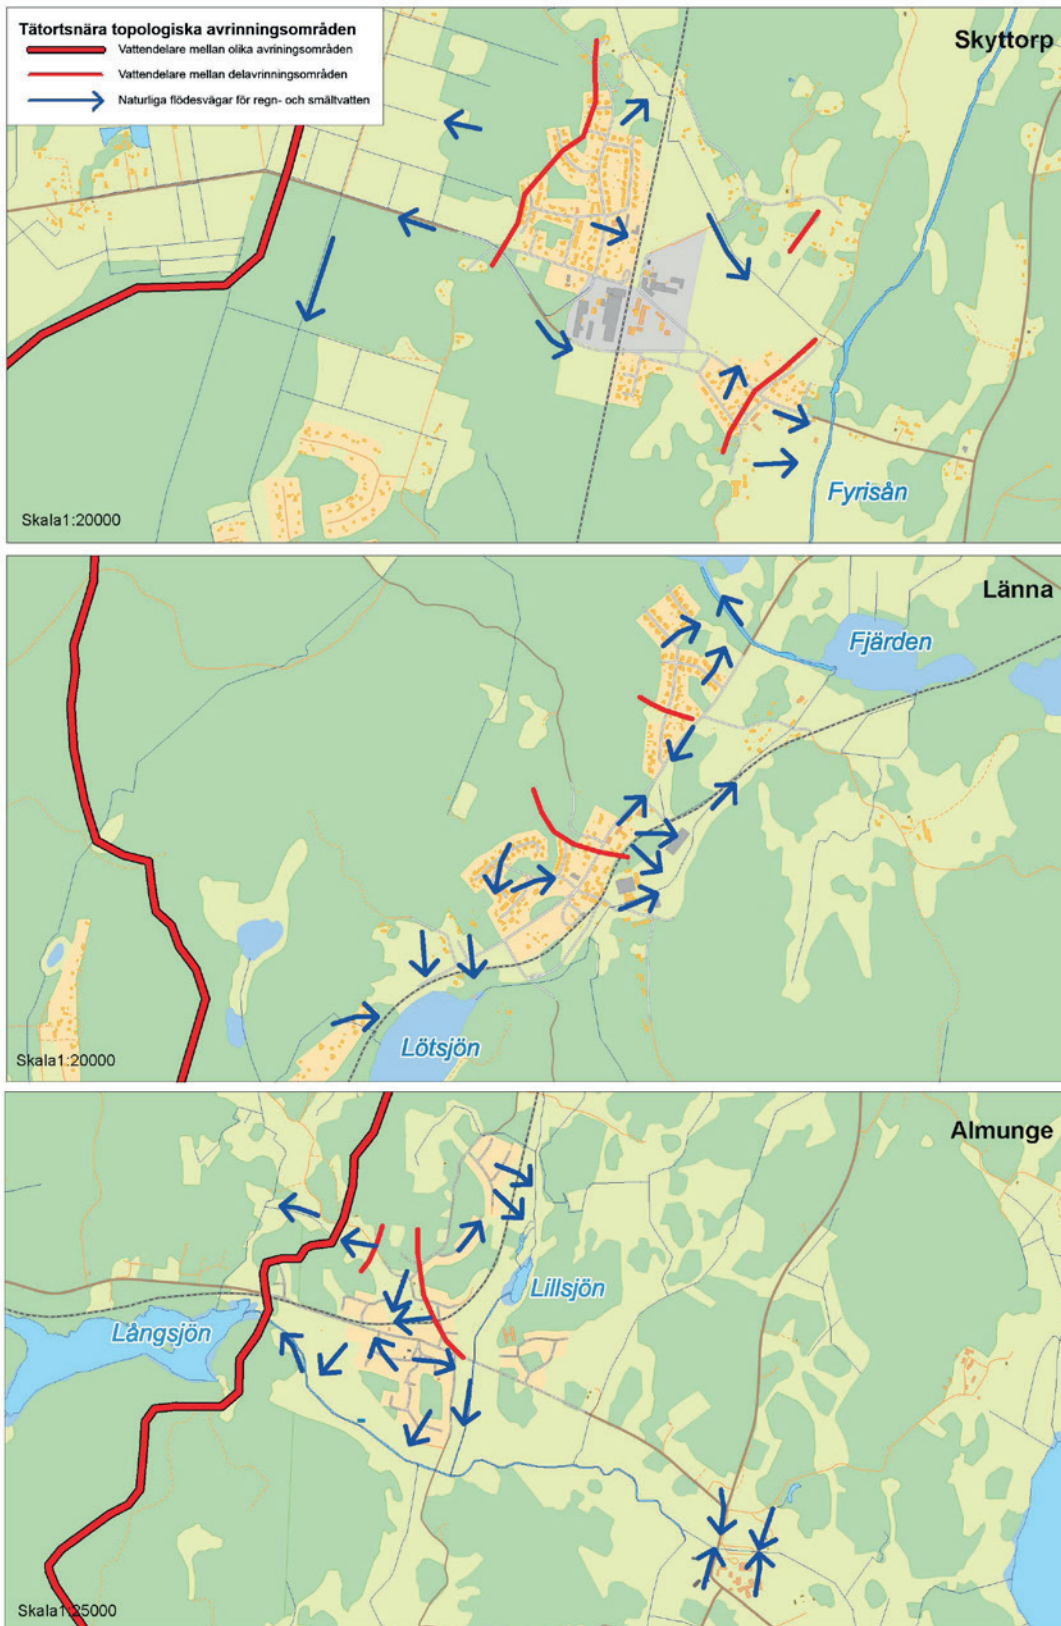 Tätortsnära topologiska avrinningsområden
Vattendelare mellan olika avriningsområden
Vattendelare mellan delavrinningsområden
Naturliga flödesvägar för regn- och smältvatten
Skyttorp
Fyrisån
Skala1:20000
Länna
Fjärden
Lötsjön
Skala1:20000
Almunge
Lillsjön
Långsjön
Skala1:25000